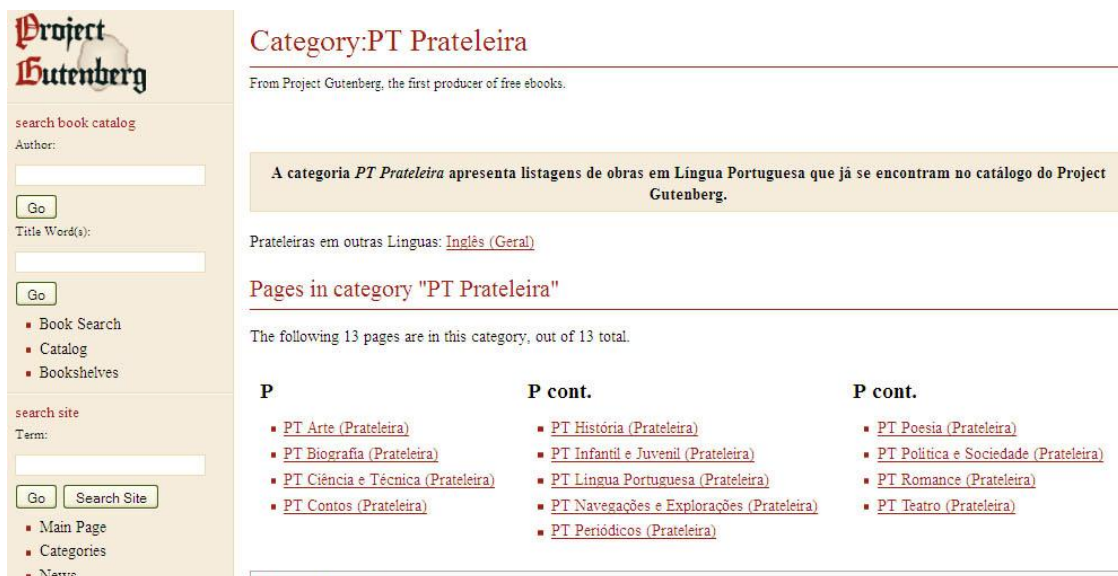 Project
Gutenberg
search book catalog
Author:
Go
Title Word(s):
Go
Book Search
Catalog
Bookshelves
search site
Term:
Go Search Site
Main Page
Categories
News
Category:PT Prateleira
From Project Gutenberg, the first producer of free ebooks.
A categoria PT Prateleira apresenta listagens de obras em Língua Portuguesa que já se encontram no catálogo do Project
Gutenberg.
Prateleiras em outras Línguas: Inglês (Geral)
Pages in category "PT Prateleira"
The following 13 pages are in this category, out of 13 total.
P
PT Arte (Prateleira)
PT Biografia (Prateleira)
PT Ciência e Técnica (Prateleira)
PT Contos (Prateleira)
P cont.
PT História (Prateleira)
PT Infantil e Juvenil (Prateleira)
PT Língua Portuguesa (Prateleira)
PT Navegações e Explorações (Prateleira)
PT Periódicos (Prateleira)
P cont.
PT Poesia (Prateleira)
PT Política e Sociedade (Prateleira)
PT Romance (Prateleira)
PT Teatro (Prateleira)